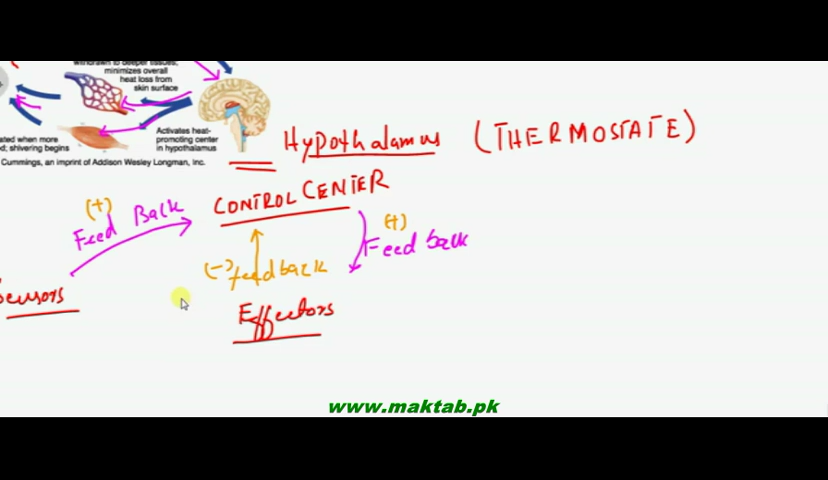 withdrawn to deeper tissues,
minimizes overall
heat loss from
skin surface
ated when more
d; shivering begins
Activates heat-
promoting center
in hypothalamus
Cummings, an imprint of Addison Wesley Longman, Inc.
Hypothalamus (THERMOSTATE)
CONTROL CENTER
(+)
Feed Back
(+)
Feed back
(-) feedback
Sensors
Effectors
www.maktab.pk